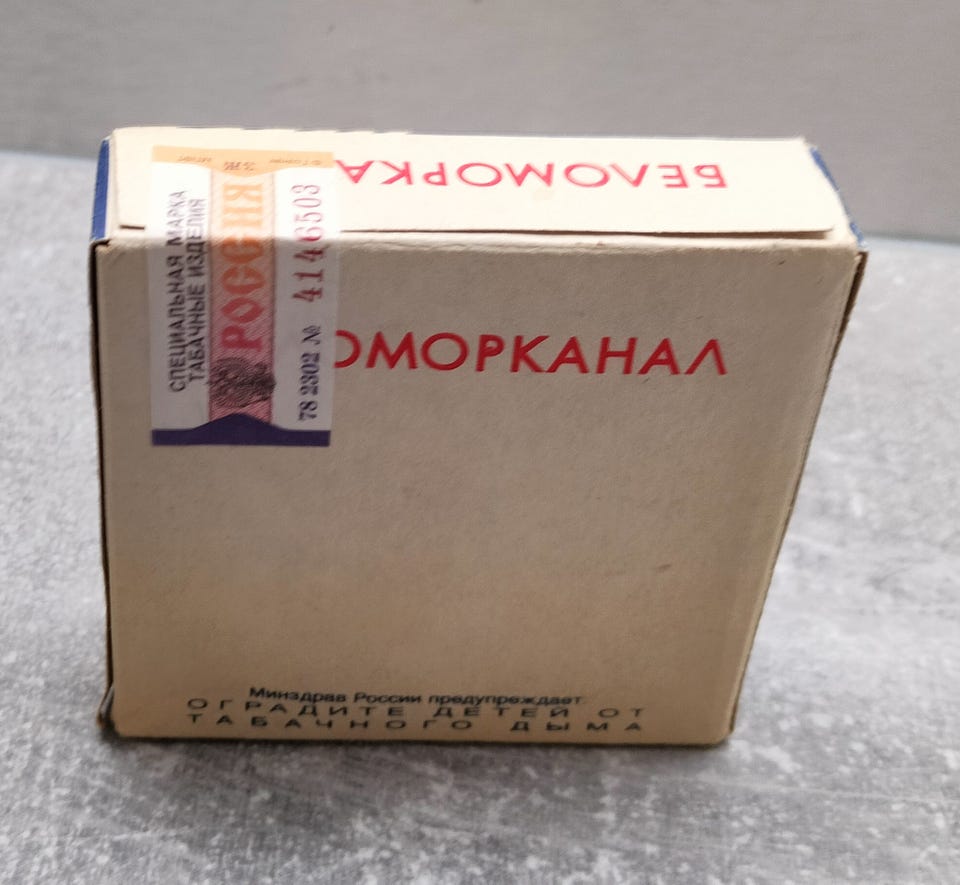 БЕЛОМОРКА
СПЕЦИАЛЬНАЯ МАРКА
ТАБАЧНЫЕ ИЗДЕЛИЯ
РОССИЯ
78 2302 № 4146503
ОМОРКАНАЛ
Минздрав России предупреждает:
ОГРАДИТЕ ДЕТЕЙ ОТ
ТАБАЧНОГО ДЫМА